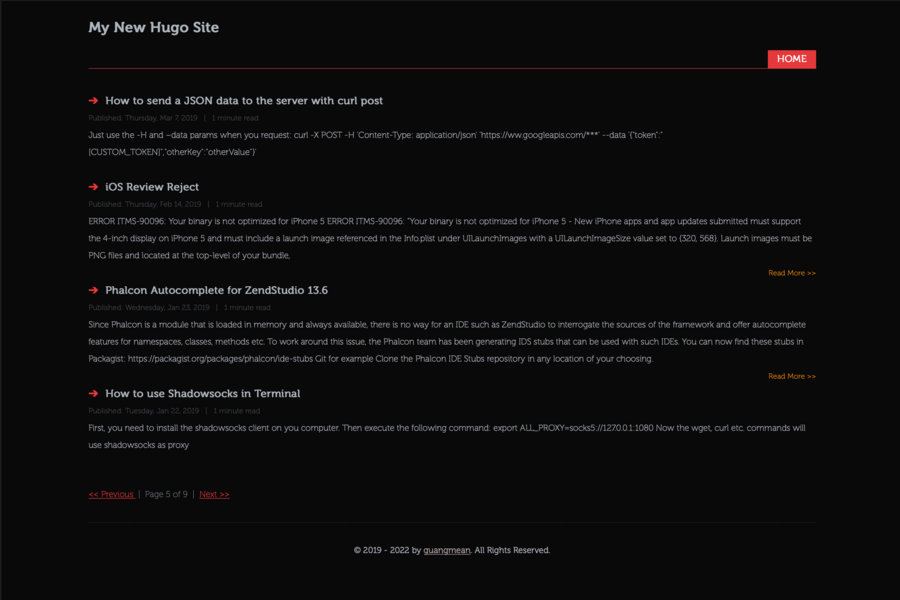 My New Hugo Site
HOME
➔ How to send a JSON data to the server with curl post
Published: Thursday, Mar 7, 2019 | 1 minute read
Just use the -H and –data params when you request: curl -X POST -H 'Content-Type: application/json' 'https://ww.googleapis.com/***' --data '{"token":"
[CUSTOM_TOKEN]","otherKey":"otherValue"}'
➔ iOS Review Reject
Published: Thursday, Feb 14, 2019 | 1 minute read
ERROR ITMS-90096: Your binary is not optimized for iPhone 5 ERROR ITMS-90096: "Your binary is not optimized for iPhone 5 - New iPhone apps and app updates submitted must support
the 4-inch display on iPhone 5 and must include a launch image referenced in the Info.plist under UILaunchImages with a UILaunchImageSize value set to {320, 568}. Launch images must be
PNG files and located at the top-level of your bundle,
Read More >>
➔ Phalcon Autocomplete for ZendStudio 13.6
Published: Wednesday, Jan 23, 2019 | 1 minute read
Since Phalcon is a module that is loaded in memory and always available, there is no way for an IDE such as ZendStudio to interrogate the sources of the framework and offer autocomplete
features for namespaces, classes, methods etc. To work around this issue, the Phalcon team has been generating IDS stubs that can be used with such IDEs. You can now find these stubs in
Packagist: https://packagist.org/packages/phalcon/ide-stubs Git for example Clone the Phalcon IDE Stubs repository in any location of your choosing.
Read More >>
➔ How to use Shadowsocks in Terminal
Published: Tuesday, Jan 22, 2019 | 1 minute read
First, you need to install the shadowsocks client on you computer. Then execute the following command: export ALL_PROXY=socks5://127.0.0.1:1080 Now the wget, curl etc. commands will
use shadowsocks as proxy
<< Previous | Page 5 of 9 | Next >>
© 2019 - 2022 by guangmean. All Rights Reserved.